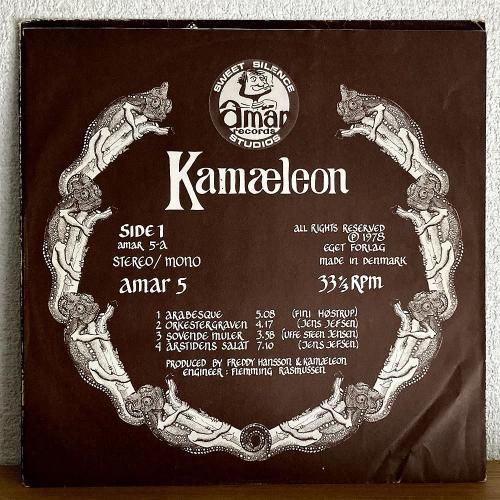 SWEET SILENCE
amar
records
STUDIOS
Kamæleon
SIDE 1
amar 5-a
STEREO/MONO
amar 5
ALL RIGHTS RESERVED
Ⓟ 1978
EGET FORLAG
MADE IN DENMARK
33⅓ RPM
1 ARABESQUE 5.08 (FINI HØSTRUP)
2 ORKESTERGRAVEN 4.17 (JENS JEFSEN)
3 SOVENDE MULER 3.58 (UFFE STEEN JENSEN)
4 ÅRSTIDENS SALAT 7.10 (JENS JEFSEN)
PRODUCED BY FREDDY HANSSON & KAMÆLEON
ENGINEER : FLEMMING RASMUSSEN